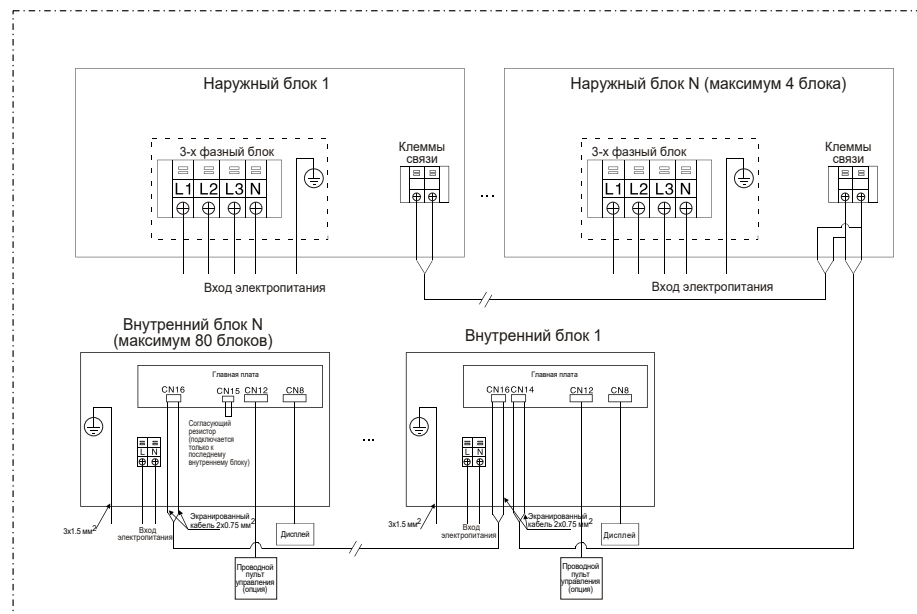 Наружный блок 1
3-х фазный блок
L1 L2 L3 N
Клеммы
связи
Вход электропитания
...
Наружный блок N (максимум 4 блока)
3-х фазный блок
L1 L2 L3 N
Клеммы
связи
Вход электропитания
Внутренний блок N
(максимум 80 блоков)
Главная плата
CN16 CN15 CN12 CN8
Согласующий
резистор
(подключается
только к
последнему
внутреннему блоку)
L N
3x1.5 мм2
Вход
электропитания
Экранированный
кабель 2x0.75 мм2
Дисплей
Проводной
пульт
управления
(опция)
...
Внутренний блок 1
Главная плата
CN16 CN14 CN12 CN8
L N
3x1.5 мм2
Вход
электропитания
Экранированный
кабель 2x0.75 мм2
Дисплей
Проводной
пульт
управления
(опция)